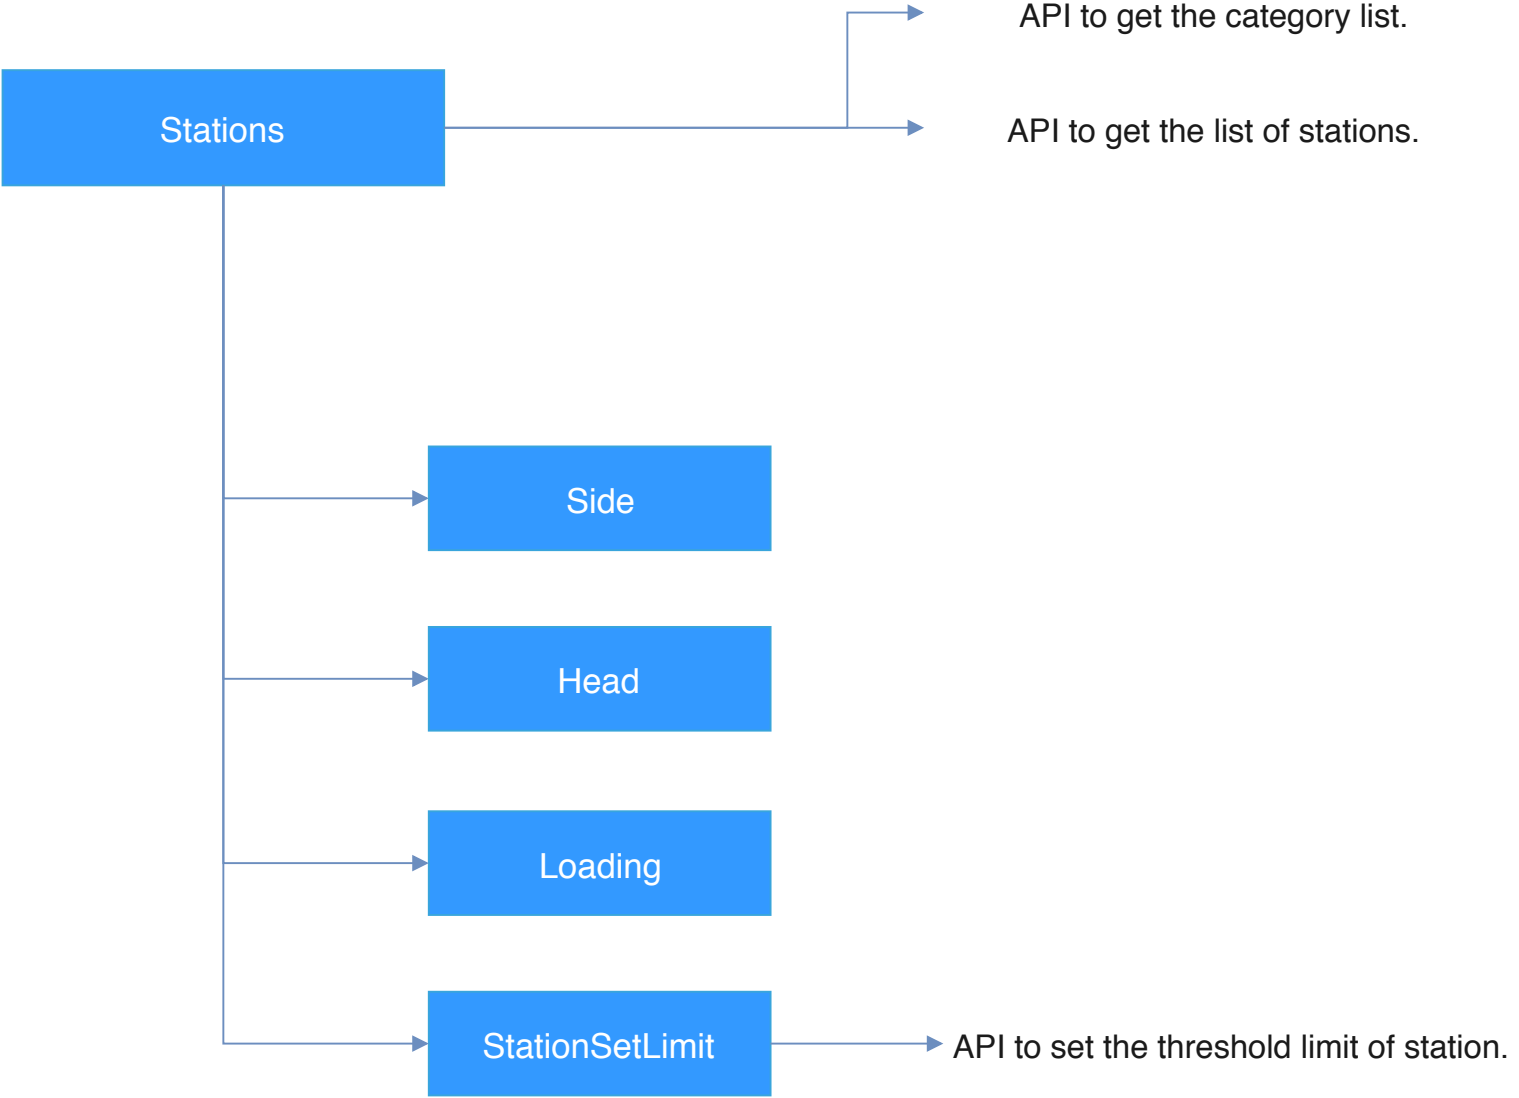 API to get the category list.
Stations
API to get the list of stations.
Side
Head
Loading
StationSetLimit
API to set the threshold limit of station.